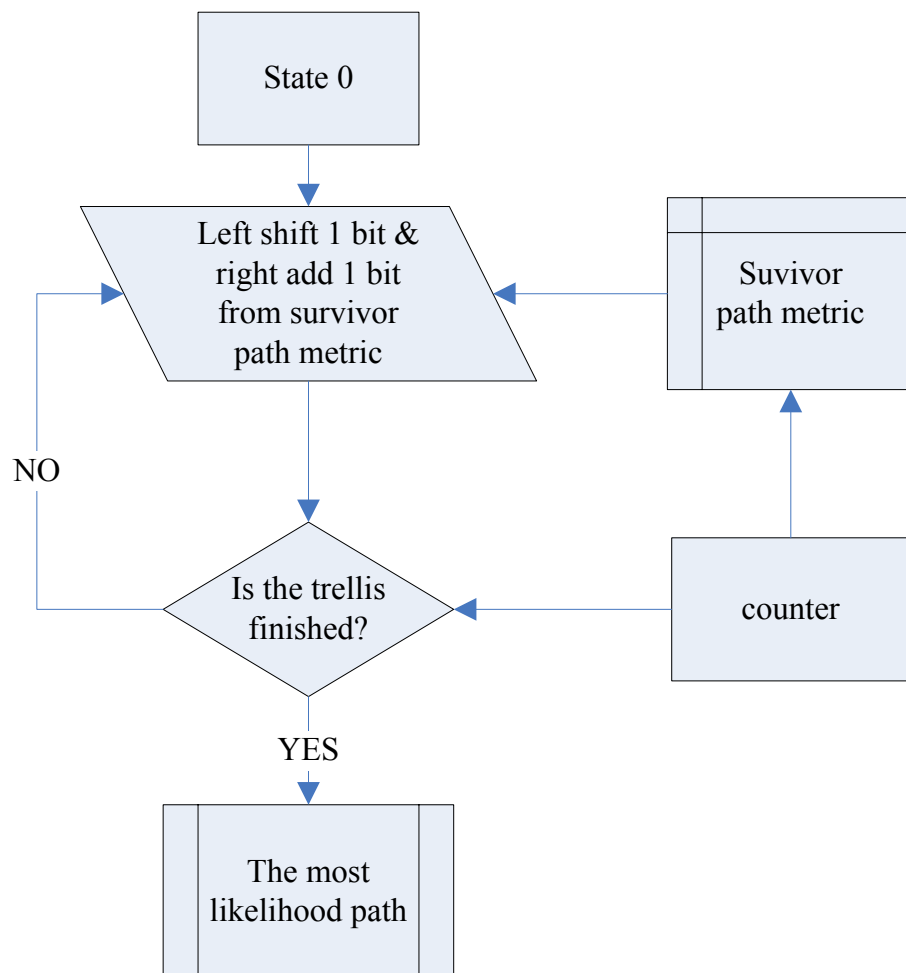 State 0
Left shift 1 bit &
right add 1 bit
from survivor
path metric
Suvivor
path metric
NO
Is the trellis
finished?
counter
YES
The most
likelihood path